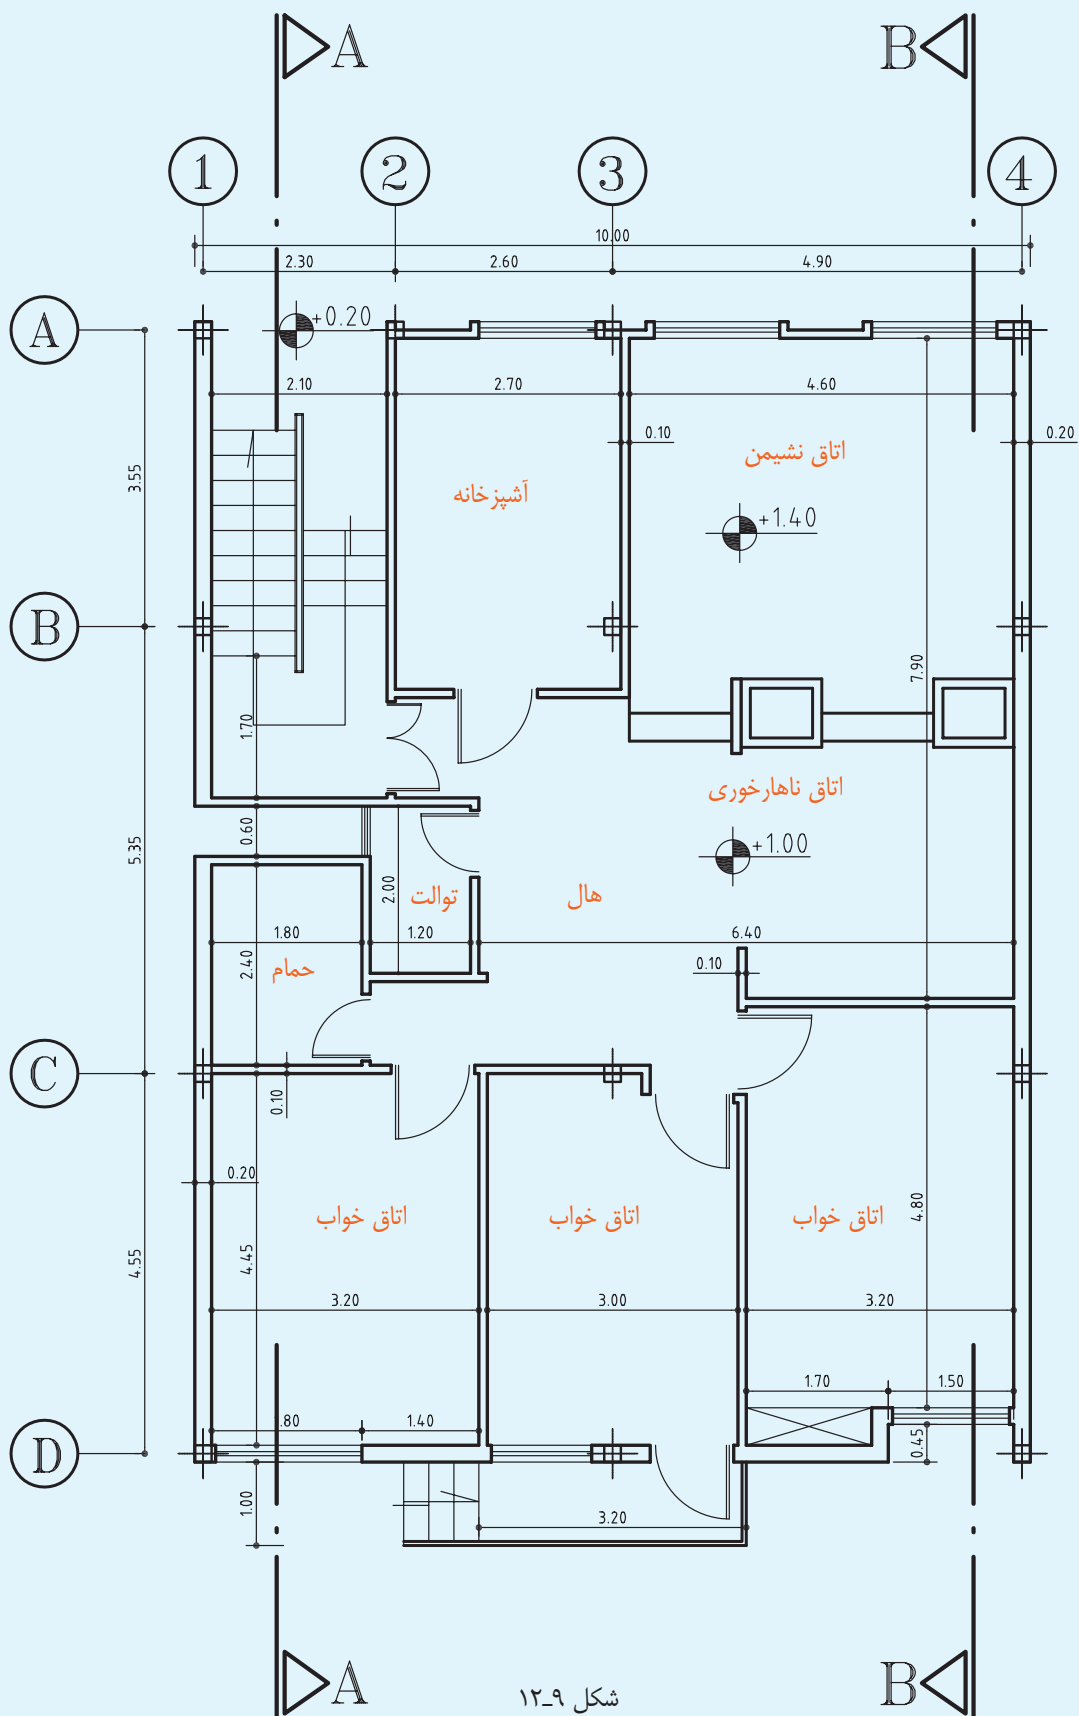 A B
1 2 3 4
10.00
2.30 2.60 4.90
A
+0.20
2.10 2.70 4.60
0.10 0.20
اتاق نشیمن
3.55
آشپزخانه
+1.40
B
7.90
1.70
اتاق ناهارخوری
0.60
5.35
+1.00
2.00
توالت
هال
1.80 1.20 6.40
2.40
حمام
0.10
C
0.10
0.20
4.80
اتاق خواب اتاق خواب اتاق خواب
4.55
4.45
3.20 3.00 3.20
1.70 1.50
.80 1.40
D
0.45
1.00
3.20
A B
شکل ۹ـ۱۲